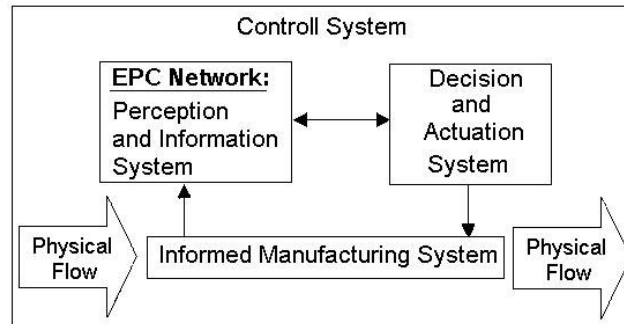 Controll System
EPC Network:
Perception
and Information
System
Decision
and
Actuation
System
Physical
Flow
Informed Manufacturing System
Physical
Flow